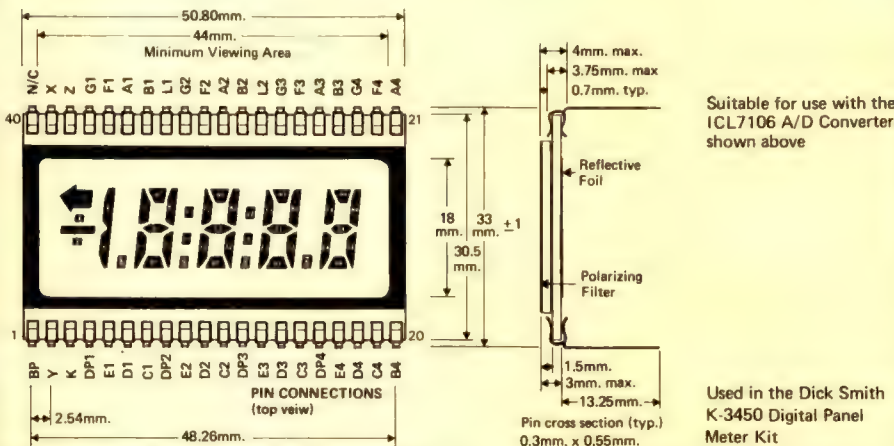 50.80mm.
44mm.
Minimum Viewing Area
N/C X Z G1 F1 A1 B1 L1 G2 F2 A2 B2 L2 G3 F3 A3 B3 G4 F4 A4
40 21
1 20
BP Y K DP1 E1 D1 C1 DP2 E2 D2 C2 DP3 E3 D3 C3 DP4 E4 D4 C4 B4
PIN CONNECTIONS
(top veiw)
2.54mm.
48.26mm.
18 mm.
33 mm. ±1
30.5 mm.
4mm. max.
3.75mm. max
0.7mm. typ.
Reflective
Foil
Polarizing
Filter
1.5mm.
3mm. max.
13.25mm.
Pin cross section (typ.)
0.3mm. x 0.55mm.
Suitable for use with the
ICL7106 A/D Converter
shown above
Used in the Dick Smith
K-3450 Digital Panel
Meter Kit